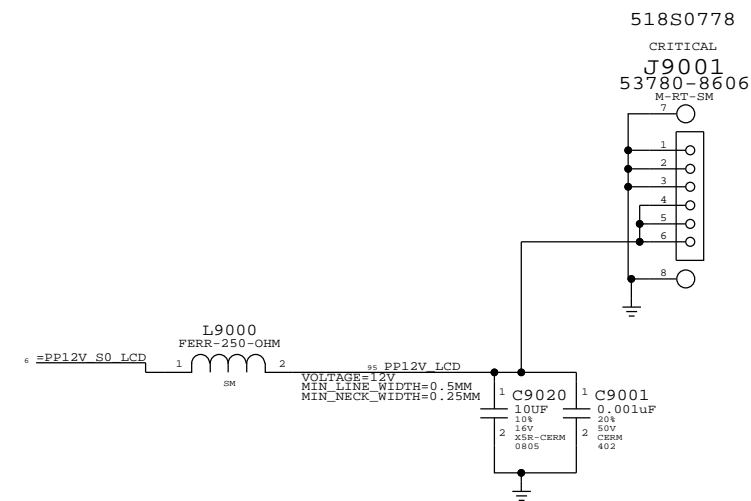 518S0778
CRITICAL
J9001
53780-8606
M-RT-SM
7
1
2
3
4
5
6
8
L9000
FERR-250-OHM
6 =PP12V_S0_LCD
1
2
SM
95 PP12V_LCD
VOLTAGE=12V
MIN_LINE_WIDTH=0.5MM
MIN_NECK_WIDTH=0.25MM
1
C9020
10UF
10%
16V
X5R-CERM
0805
2
1
C9001
0.001uF
20%
50V
CERM
402
2